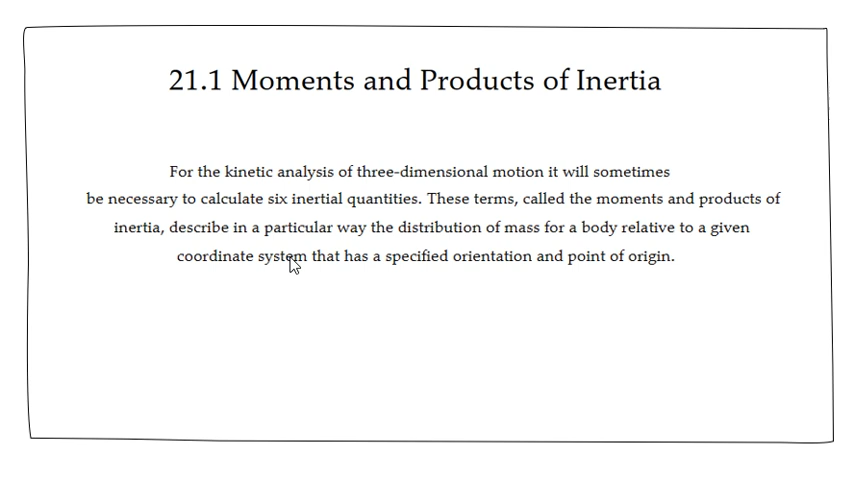 21.1 Moments and Products of Inertia
For the kinetic analysis of three-dimensional motion it will sometimes
be necessary to calculate six inertial quantities. These terms, called the moments and products of
inertia, describe in a particular way the distribution of mass for a body relative to a given
coordinate system that has a specified orientation and point of origin.